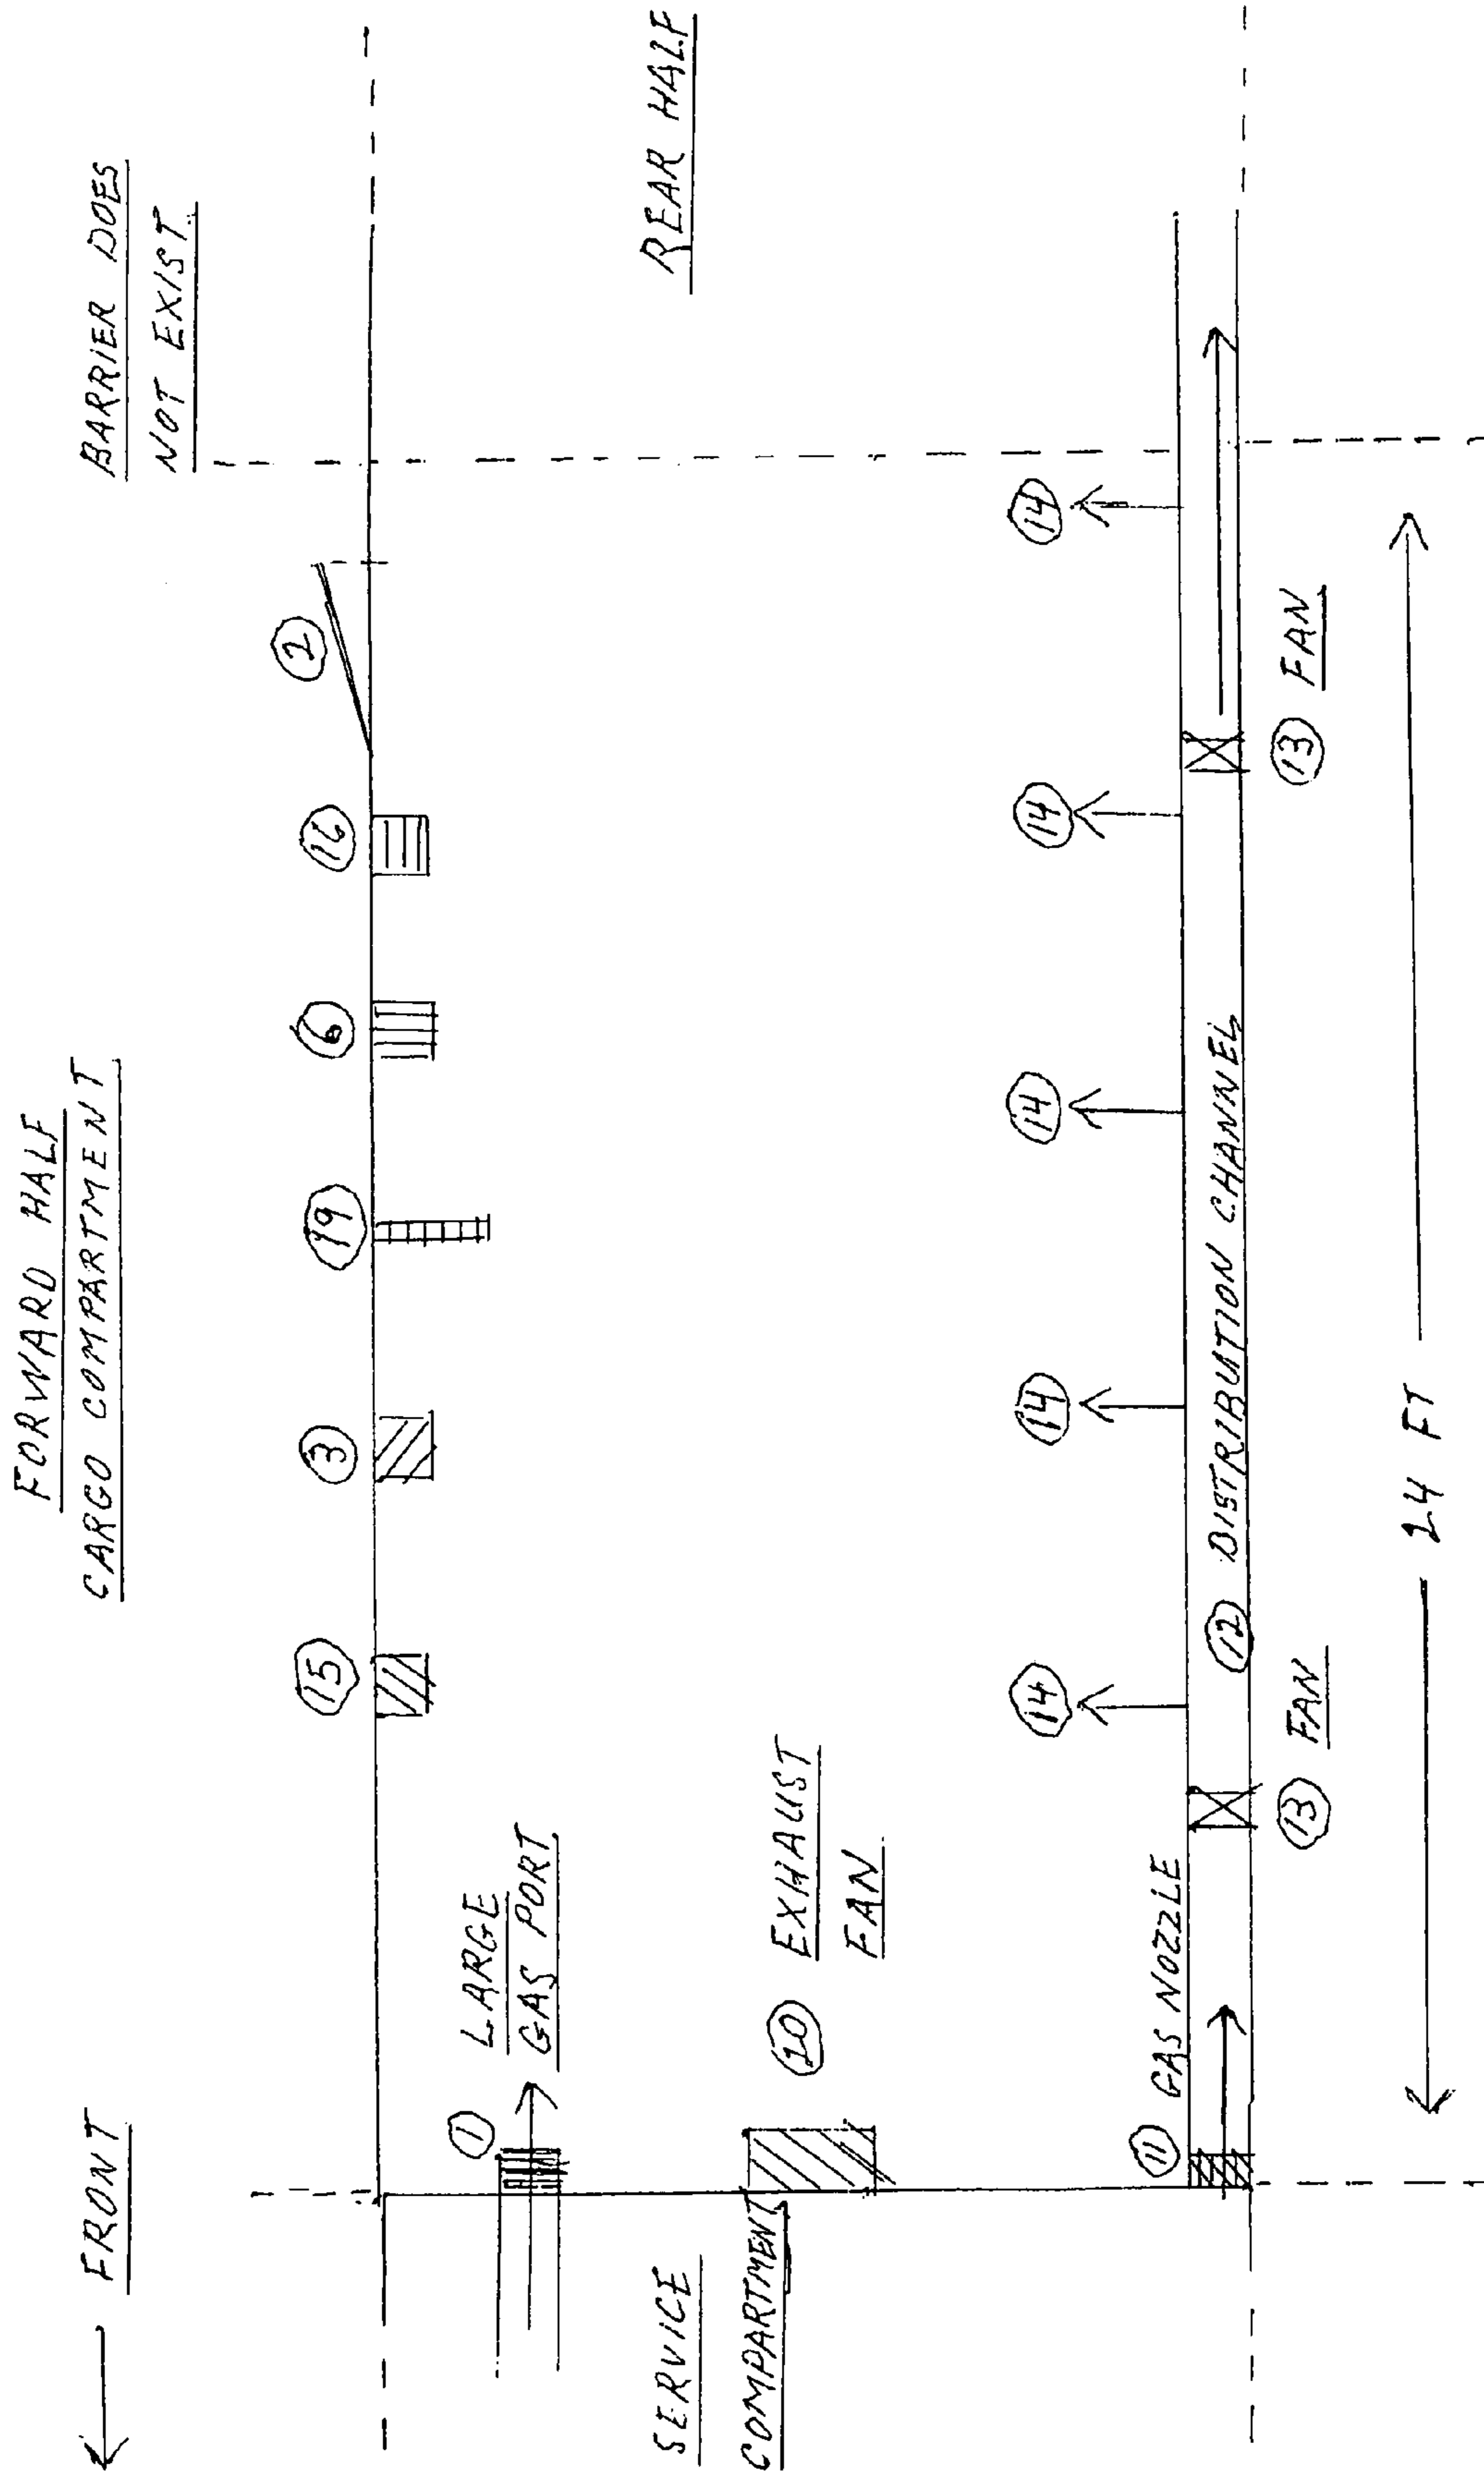 ← FRONT
FORWARD HALF
CARGO COMPARTMENT
BARRIER DOES
NOT EXIST
15 3 19 6 16 2
1 LARGE
GAS PORT
SERVICE
COMPARTMENT
20 EXHAUST
FAN
REAR HALF
14 14 14 14 14
11 GAS NOZZLE
12 DISTRIBUTION CHANNEL
13 FAN
13 FAN
24 FT